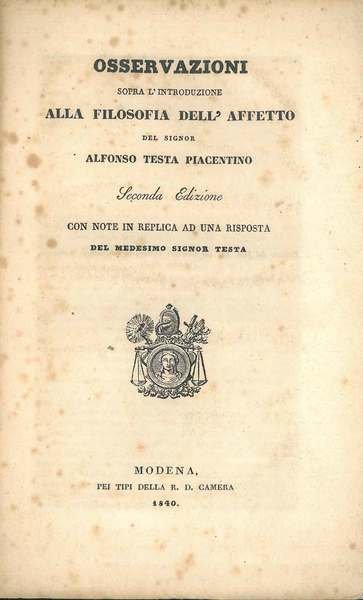 OSSERVAZIONI
SOPRA L'INTRODUZIONE
ALLA FILOSOFIA DELL' AFFETTO
DEL SIGNOR
ALFONSO TESTA PIACENTINO
Seconda Edizione
CON NOTE IN REPLICA AD UNA RISPOSTA
DEL MEDESIMO SIGNOR TESTA
MODENA,
PEI TIPI DELLA R. D. CAMERA
1840.